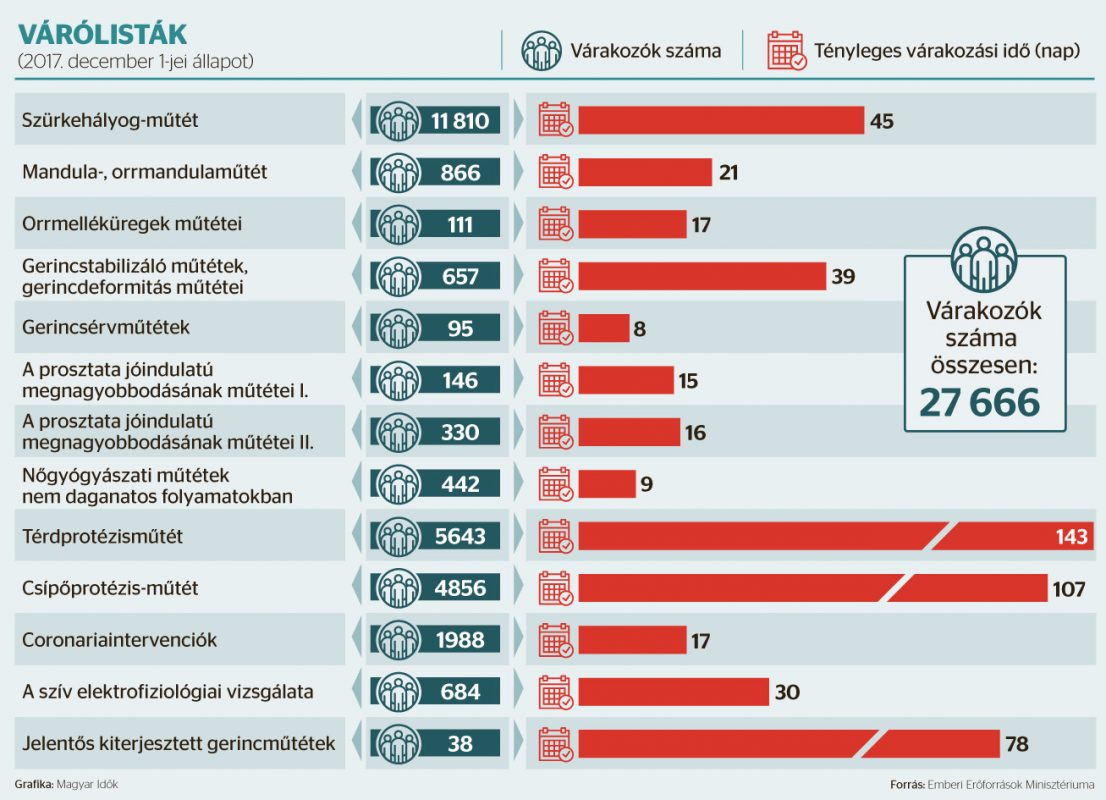 VÁRÓLISTÁK
(2017. december 1-jei állapot)
Várakozók száma
Tényleges várakozási idő (nap)
Szürkehályog-műtét 11 810 45
Mandula-, orrmandulaműtét 866 21
Orrmelléküregek műtétei 111 17
Gerincstabilizáló műtétek,
gerincdeformitás műtétei 657 39
Gerincsérvműtétek 95 8
A prosztata jóindulatú
megnagyobbodásának műtétei I. 146 15
A prosztata jóindulatú
megnagyobbodásának műtétei II. 330 16
Nőgyógyászati műtétek
nem daganatos folyamatokban 442 9
Térdprotézisműtét 5643 143
Csípőprotézis-műtét 4856 107
Coronariaintervenciók 1988 17
A szív elektrofiziológiai vizsgálata 684 30
Jelentős kiterjesztett gerincműtétek 38 78
Várakozók
száma
összesen:
27 666
Grafika: Magyar Idők
Forrás: Emberi Erőforrások Minisztériuma